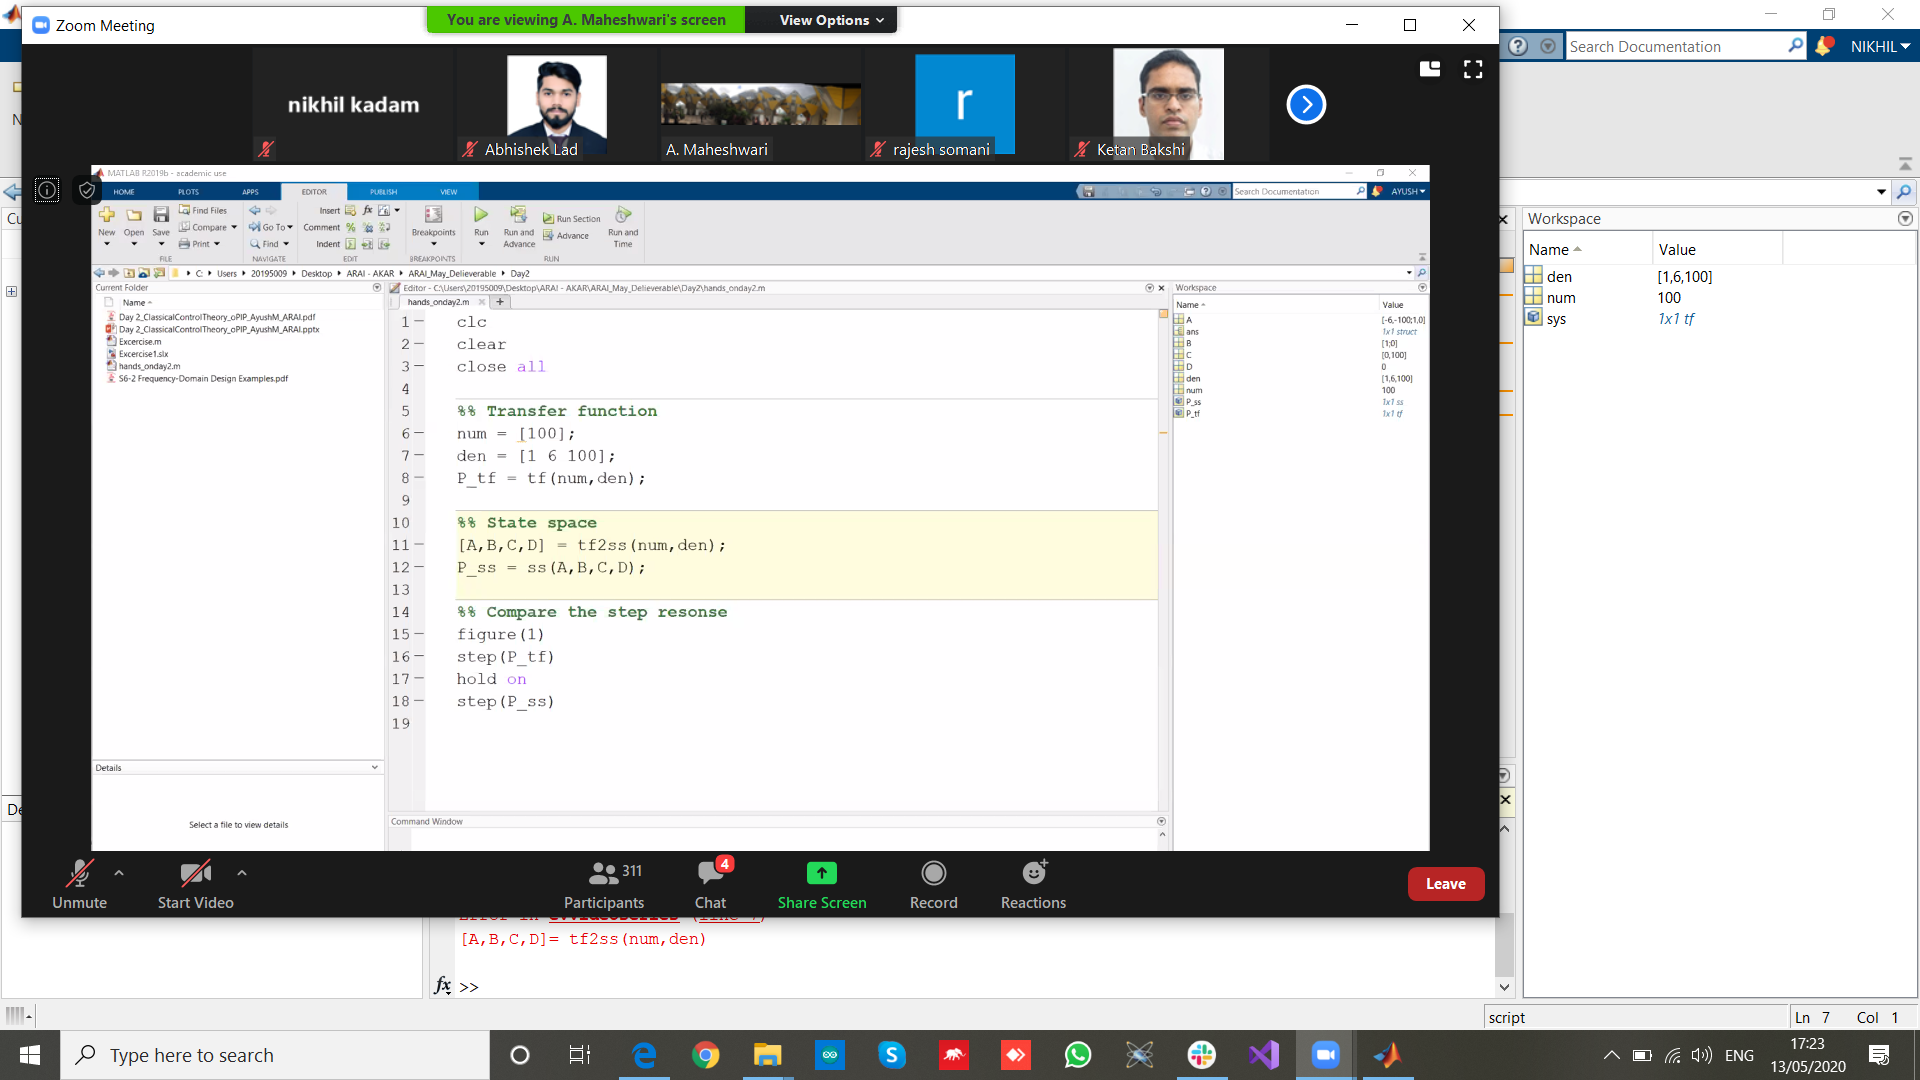 Zoom Meeting
You are viewing A. Maheshwari's screen
View Options
Search Documentation
NIKHIL
nikhil kadam
Abhishek Lad
A. Maheshwari
r
rajesh somani
Ketan Bakshi
MATLAB R2019b - academic use
HOME PLOTS APPS EDITOR PUBLISH VIEW
Search Documentation
AYUSH
New Open Save
Find Files
Compare
Print
Go To
Find
Insert
Comment
Indent
Breakpoints
Run
Run and Advance
Run Section
Advance
Run and Time
FILE NAVIGATE EDIT BREAKPOINTS RUN
C: Users 20195009 Desktop ARAI - AKAR ARAI_May_Delieverable Day2
Current Folder
Name
Day 2_ClassicalControlTheory_oPIP_AyushM_ARAI.pdf
Day 2_ClassicalControlTheory_oPIP_AyushM_ARAI.pptx
Excercise.m
Excercise1.slx
hands_onday2.m
S6-2 Frequency-Domain Design Examples.pdf
Details
Select a file to view details
Editor - C:\Users\20195009\Desktop\ARAI - AKAR\ARAI_May_Delieverable\Day2\hands_onday2.m
hands_onday2.m
1 clc
2 clear
3 close all
4
5 %% Transfer function
6 num = [100];
7 den = [1 6 100];
8 P_tf = tf(num,den);
9
10 %% State space
11 [A,B,C,D] = tf2ss(num,den);
12 P_ss = ss(A,B,C,D);
13
14 %% Compare the step resonse
15 figure(1)
16 step(P_tf)
17 hold on
18 step(P_ss)
19
Command Window
Workspace
Name Value
A [-6,-100;1,0]
ans 1x1 struct
B [1;0]
C [0,100]
D 0
den [1,6,100]
num 100
P_ss 1x1 ss
P_tf 1x1 tf
Workspace
Name Value
den [1,6,100]
num 100
sys 1x1 tf
Unmute
Start Video
311
Participants
4
Chat
Share Screen
Record
Reactions
Leave
[A,B,C,D]= tf2ss(num,den)
fx >>
script
Ln 7 Col 1
Type here to search
ENG
17:23
13/05/2020